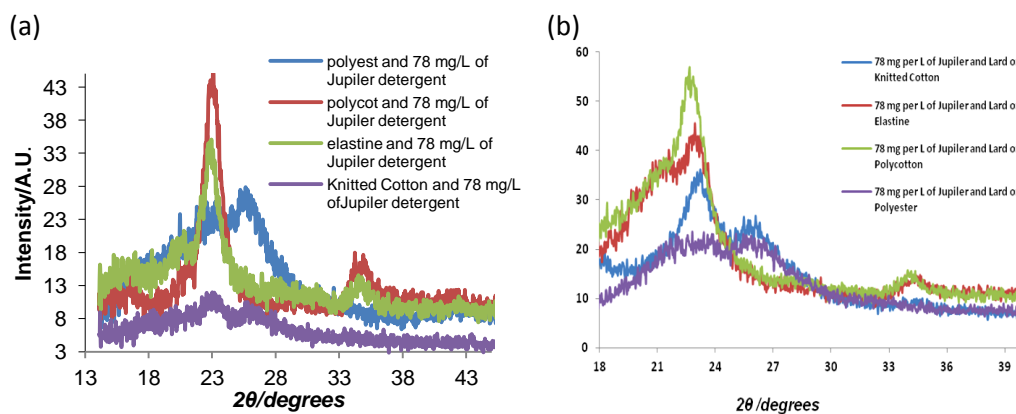 (a)
polyest and 78 mg/L of
Jupiler detergent
polycot and 78 mg/L of
Jupiler detergent
elastine and 78 mg/L of
Jupiler detergent
Knitted Cotton and 78 mg/L
ofJupiler detergent
Intensity/A.U.
43
38
33
28
23
18
13
8
3
13
18
23
28
33
38
43
2θ/degrees
(b)
78 mg per L of Jupiler and Lard o
Knitted Cotton
78 mg per L of Jupiler and Lard o
Elastine
78 mg per L of Jupiler and Lard o
Polycotton
78 mg per L of Jupiler and Lard o
Polyester
60
50
40
30
20
10
0
18
21
24
27
30
33
36
39
2θ /degrees